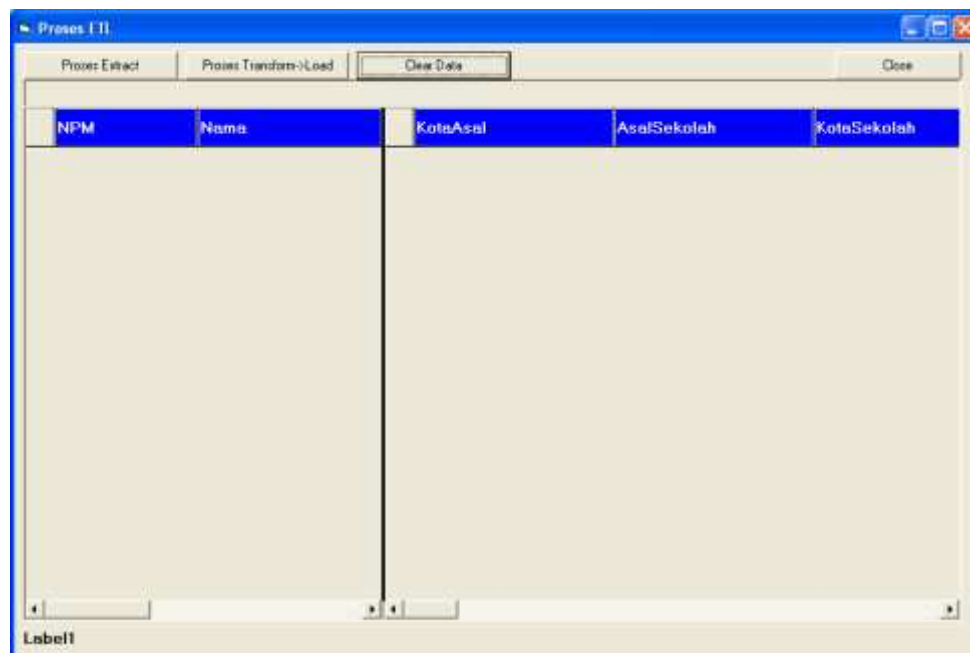 Proses ETL
Proses Extract Proses Transform->Load Clear Data Close
NPM Nama KotaAsal AsalSekolah KotaSekolah
Label1